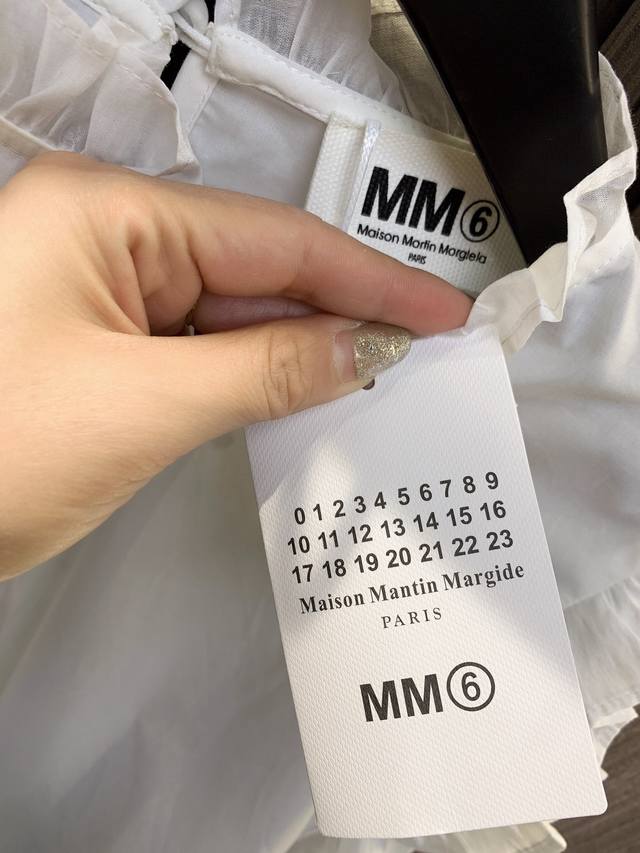 MM⑥
Maison Martin Margiela
PARIS
0 1 2 3 4 5 6 7 8 9
10 11 12 13 14 15 16
17 18 19 20 21 22 23
Maison Mantin Margide
PARIS
MM⑥